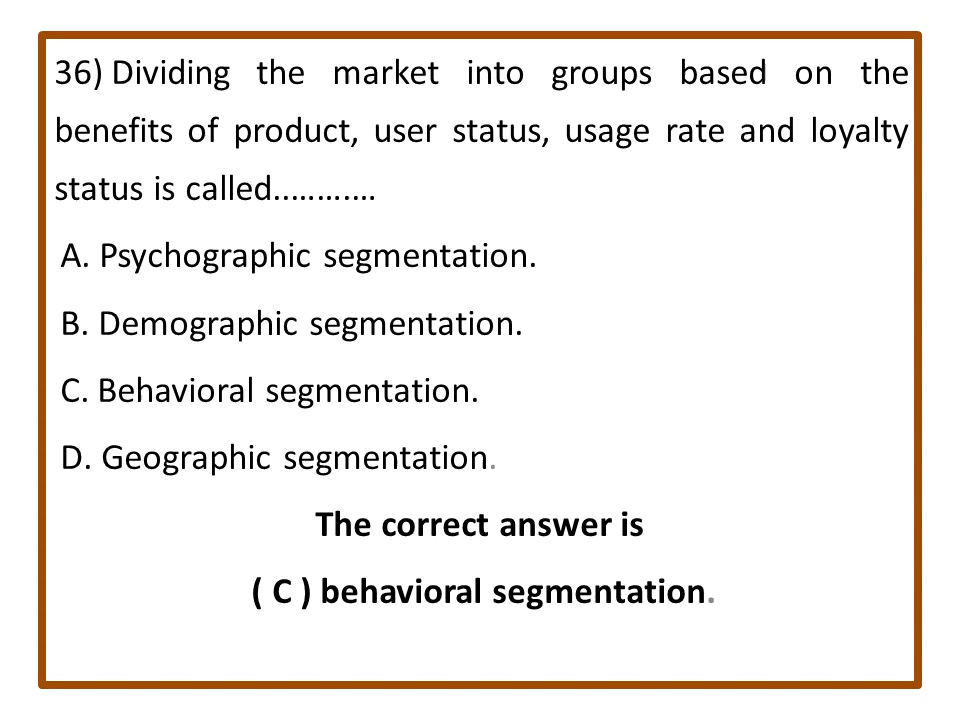 36) Dividing the market into groups based on the
benefits of product, user status, usage rate and loyalty
status is called...……..…
A. Psychographic segmentation.
B. Demographic segmentation.
C. Behavioral segmentation.
D. Geographic segmentation.
The correct answer is
( C ) behavioral segmentation.